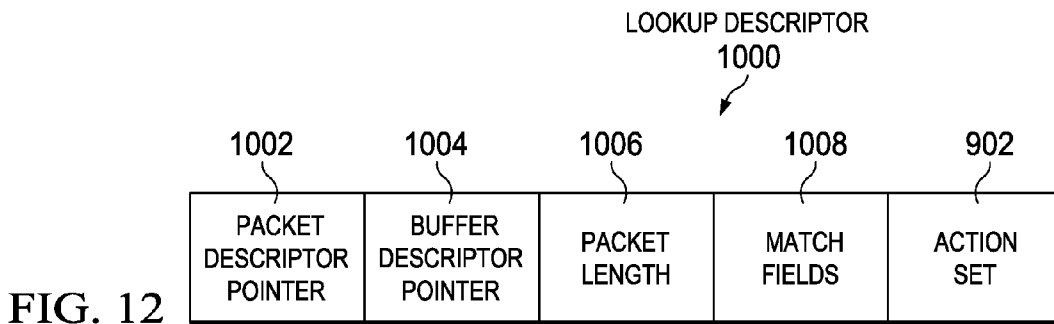 LOOKUP DESCRIPTOR
1000
1002 1004 1006 1008 902
PACKET DESCRIPTOR POINTER
BUFFER DESCRIPTOR POINTER
PACKET LENGTH
MATCH FIELDS
ACTION SET
FIG. 12